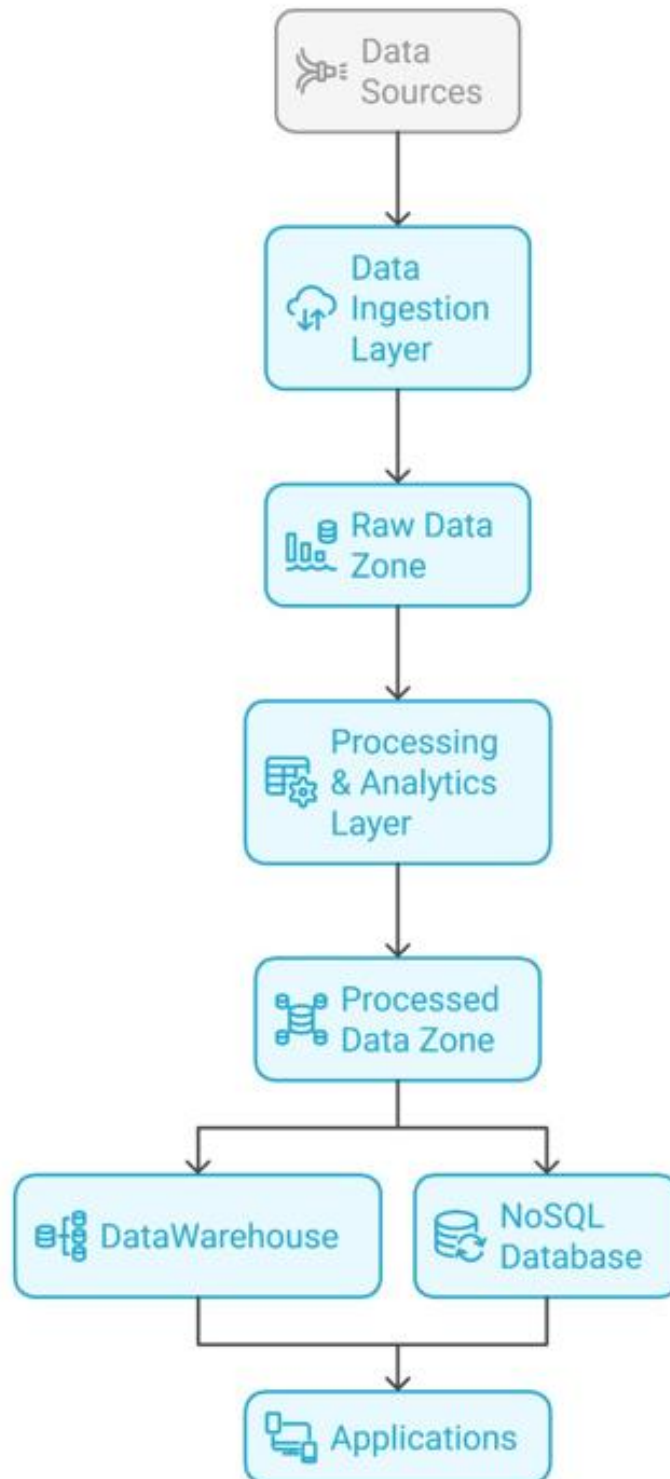 Data
Sources
Data
Ingestion
Layer
Raw Data
Zone
Processing
& Analytics
Layer
Processed
Data Zone
DataWarehouse
NoSQL
Database
Applications